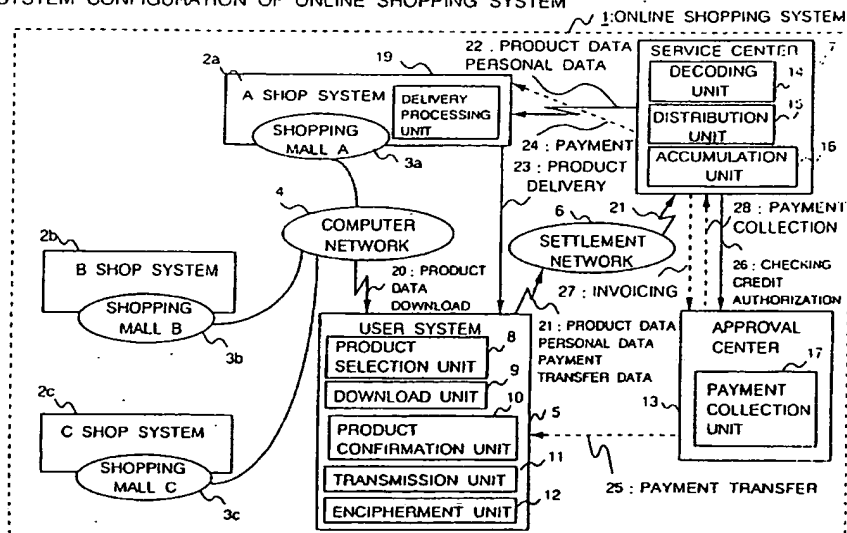 SYSTEM CONFIGURATION OF ONLINE SHOPPING SYSTEM
1:ONLINE SHOPPING SYSTEM
2a
19
A SHOP SYSTEM
DELIVERY
PROCESSING
UNIT
SHOPPING
MALL A
3a
22 : PRODUCT DATA
PERSONAL DATA
SERVICE CENTER
7
DECODING
UNIT
14
DISTRIBUTION
UNIT
15
ACCUMULATION
UNIT
16
24 : PAYMENT
23 : PRODUCT
DELIVERY
4
COMPUTER
NETWORK
6
21
SETTLEMENT
NETWORK
28 : PAYMENT
COLLECTION
2b
B SHOP SYSTEM
SHOPPING
MALL B
3b
20 : PRODUCT
DATA
DOWNLOAD
27 : INVOICING
26 : CHECKING
CREDIT
AUTHORIZATION
USER SYSTEM
PRODUCT
SELECTION UNIT
8
DOWNLOAD UNIT
9
10
PRODUCT
CONFIRMATION UNIT
5
TRANSMISSION UNIT
11
ENCIPHERMENT UNIT
12
21 : PRODUCT DATA
PERSONAL DATA
PAYMENT
TRANSFER DATA
APPROVAL
CENTER
17
PAYMENT
COLLECTION
UNIT
13
2c
C SHOP SYSTEM
SHOPPING
MALL C
3c
25 : PAYMENT TRANSFER